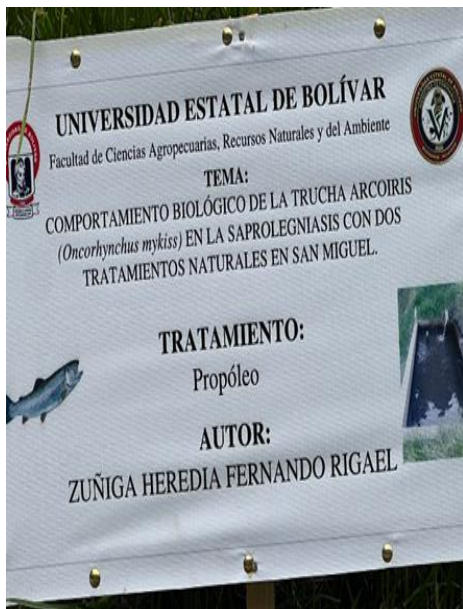 UNIVERSIDAD ESTATAL DE BOLÍVAR
Facultad de Ciencias Agropecuarias, Recursos Naturales y del Ambiente
TEMA:
COMPORTAMIENTO BIOLÓGICO DE LA TRUCHA ARCOIRIS
(Oncorhynchus mykiss) EN LA SAPROLEGNIASIS CON DOS
TRATAMIENTOS NATURALES EN SAN MIGUEL.
TRATAMIENTO:
Propóleo
AUTOR:
ZUÑIGA HEREDIA FERNANDO RIGAEL